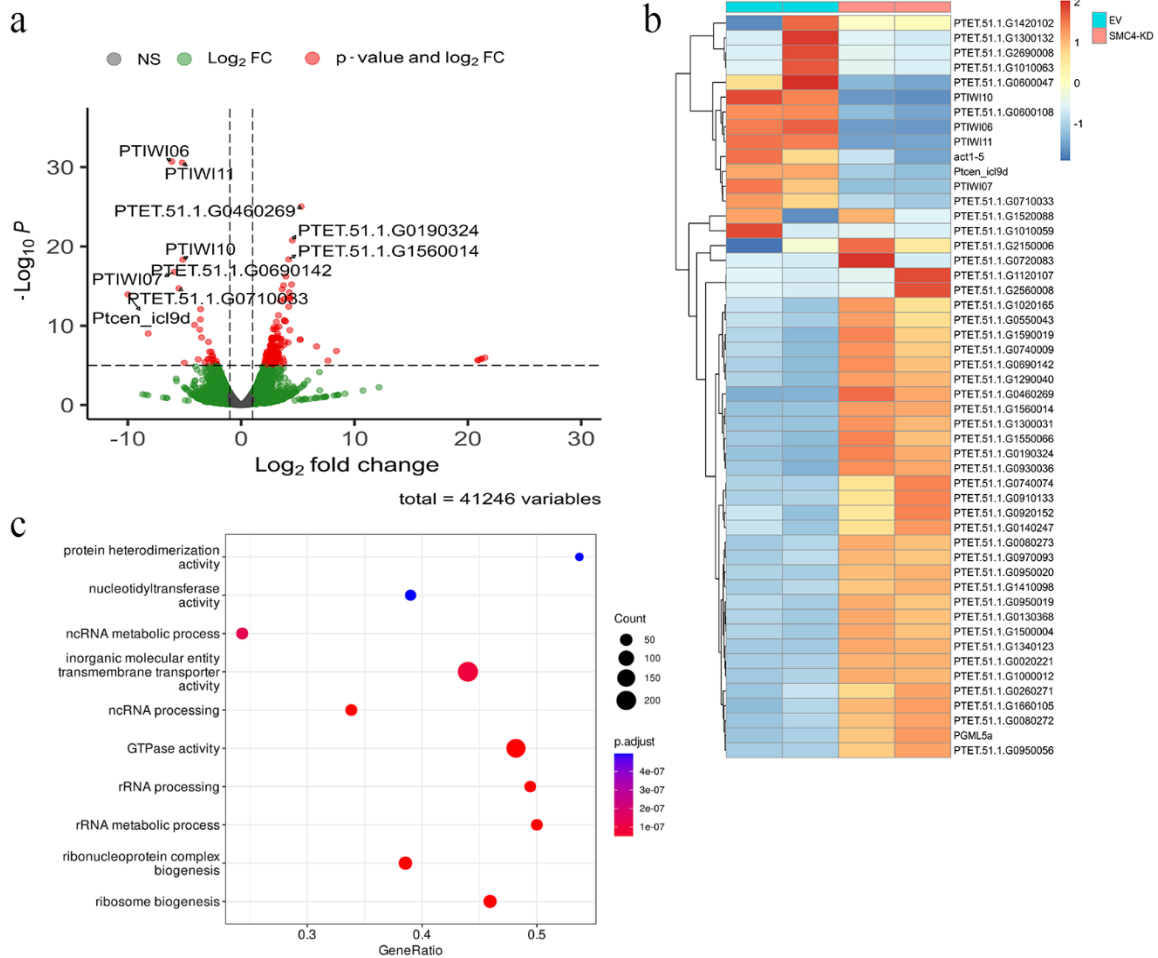 a
NS
Log2 FC
p - value and log2 FC
PTIWI06
PTIWI11
PTET.51.1.G0460269
PTET.51.1.G0190324
PTIWI10
PTET.51.1.G1560014
PTET.51.1.G0690142
PTIWI07
PTET.51.1.G0710033
Ptcen_icl9d
-Log10 P
30
20
10
0
-10
0
10
20
30
Log2 fold change
total = 41246 variables
b
PTET.51.1.G1420102
PTET.51.1.G1300132
PTET.51.1.G2690008
PTET.51.1.G1010063
PTET.51.1.G0600047
PTIWI10
PTET.51.1.G0600108
PTIWI06
PTIWI11
act1-5
Ptcen_icl9d
PTIWI07
PTET.51.1.G0710033
PTET.51.1.G1520088
PTET.51.1.G1010059
PTET.51.1.G2150006
PTET.51.1.G0720083
PTET.51.1.G1120107
PTET.51.1.G2560008
PTET.51.1.G1020165
PTET.51.1.G0550043
PTET.51.1.G1590019
PTET.51.1.G0740009
PTET.51.1.G0690142
PTET.51.1.G1290040
PTET.51.1.G0460269
PTET.51.1.G1560014
PTET.51.1.G1300031
PTET.51.1.G1550066
PTET.51.1.G0190324
PTET.51.1.G0930036
PTET.51.1.G0740074
PTET.51.1.G0910133
PTET.51.1.G0920152
PTET.51.1.G0140247
PTET.51.1.G0080273
PTET.51.1.G0970093
PTET.51.1.G0950020
PTET.51.1.G1410098
PTET.51.1.G0950019
PTET.51.1.G0130368
PTET.51.1.G1500004
PTET.51.1.G1340123
PTET.51.1.G0020221
PTET.51.1.G1000012
PTET.51.1.G0260271
PTET.51.1.G1660105
PTET.51.1.G0080272
PGML5a
PTET.51.1.G0950056
2
1
0
-1
EV
SMC4-KD
c
protein heterodimerization
activity
nucleotidyltransferase
activity
ncRNA metabolic process
inorganic molecular entity
transmembrane transporter
activity
ncRNA processing
GTPase activity
rRNA processing
rRNA metabolic process
ribonucleoprotein complex
biogenesis
ribosome biogenesis
0.3
0.4
0.5
GeneRatio
Count
50
100
150
200
p.adjust
4e-07
3e-07
2e-07
1e-07